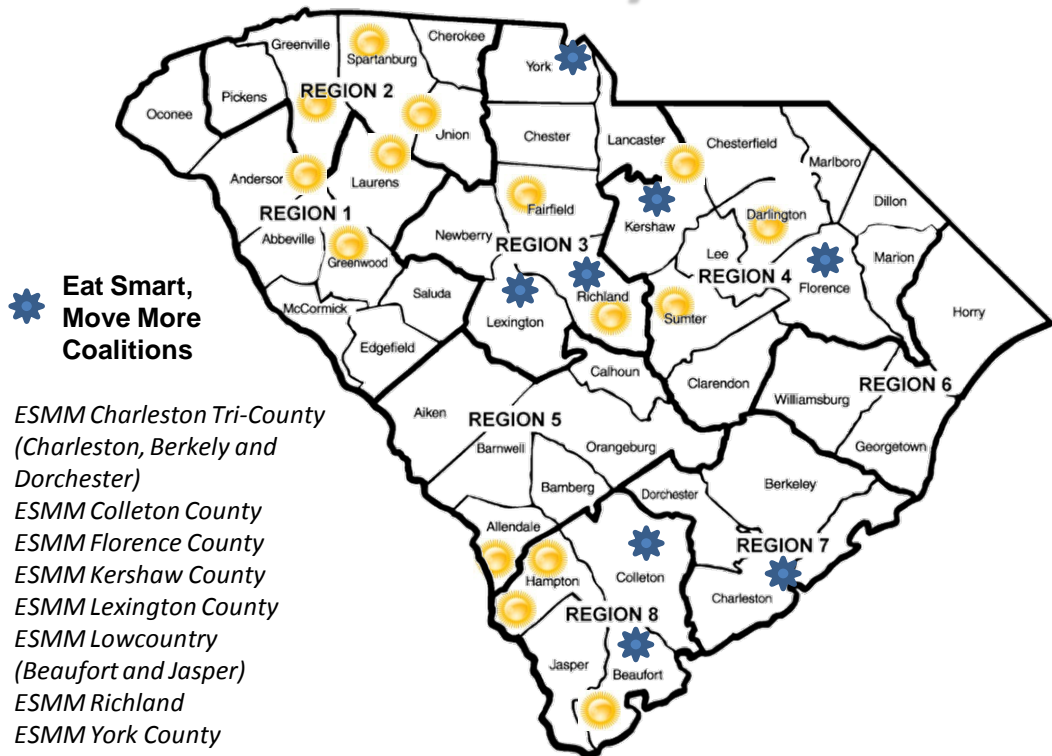 Greenville
Spartanburg
Cherokee
York
Pickens
REGION 2
Oconee
Union
Chester
Lancaster
Chesterfield
Marlboro
Anderson
Laurens
Fairfield
Kershaw
Darlington
Dillon
REGION 1
Abbeville
Greenwood
Newberry
REGION 3
Lee
REGION 4
Marion
Florence
Richland
Saluda
McCormick
Lexington
Sumter
Horry
Edgefield
Calhoun
Clarendon
REGION 6
Williamsburg
Aiken
REGION 5
Georgetown
Barnwell
Orangeburg
Bamberg
Dorchester
Berkeley
Allendale
REGION 7
Hampton
Colleton
Charleston
REGION 8
Jasper
Beaufort
Eat Smart,
Move More
Coalitions
ESMM Charleston Tri-County
(Charleston, Berkely and
Dorchester)
ESMM Colleton County
ESMM Florence County
ESMM Kershaw County
ESMM Lexington County
ESMM Lowcountry
(Beaufort and Jasper)
ESMM Richland
ESMM York County